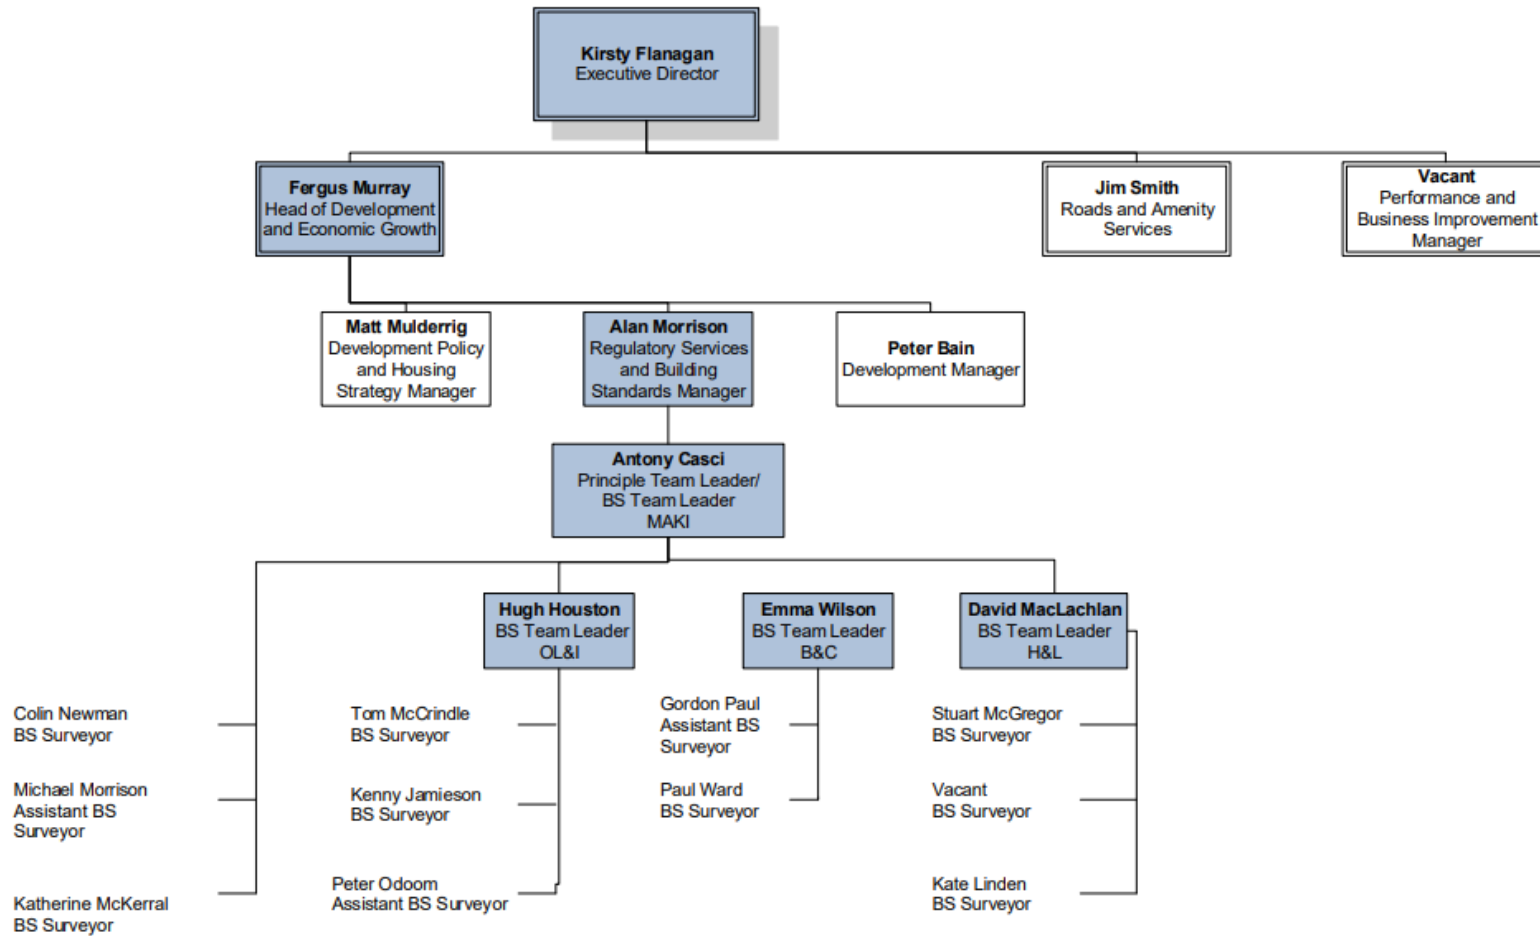 Kirsty Flanagan
Executive Director
Fergus Murray
Head of Development
and Economic Growth
Jim Smith
Roads and Amenity
Services
Vacant
Performance and
Business Improvement
Manager
Matt Mulderrig
Development Policy
and Housing
Strategy Manager
Alan Morrison
Regulatory Services
and Building
Standards Manager
Peter Bain
Development Manager
Antony Casci
Principle Team Leader/
BS Team Leader
MAKI
Hugh Houston
BS Team Leader
OL&I
Emma Wilson
BS Team Leader
B&C
David MacLachlan
BS Team Leader
H&L
Colin Newman
BS Surveyor
Michael Morrison
Assistant BS
Surveyor
Katherine McKerral
BS Surveyor
Tom McCrindle
BS Surveyor
Kenny Jamieson
BS Surveyor
Peter Odoom
Assistant BS Surveyor
Gordon Paul
Assistant BS
Surveyor
Paul Ward
BS Surveyor
Stuart McGregor
BS Surveyor
Vacant
BS Surveyor
Kate Linden
BS Surveyor